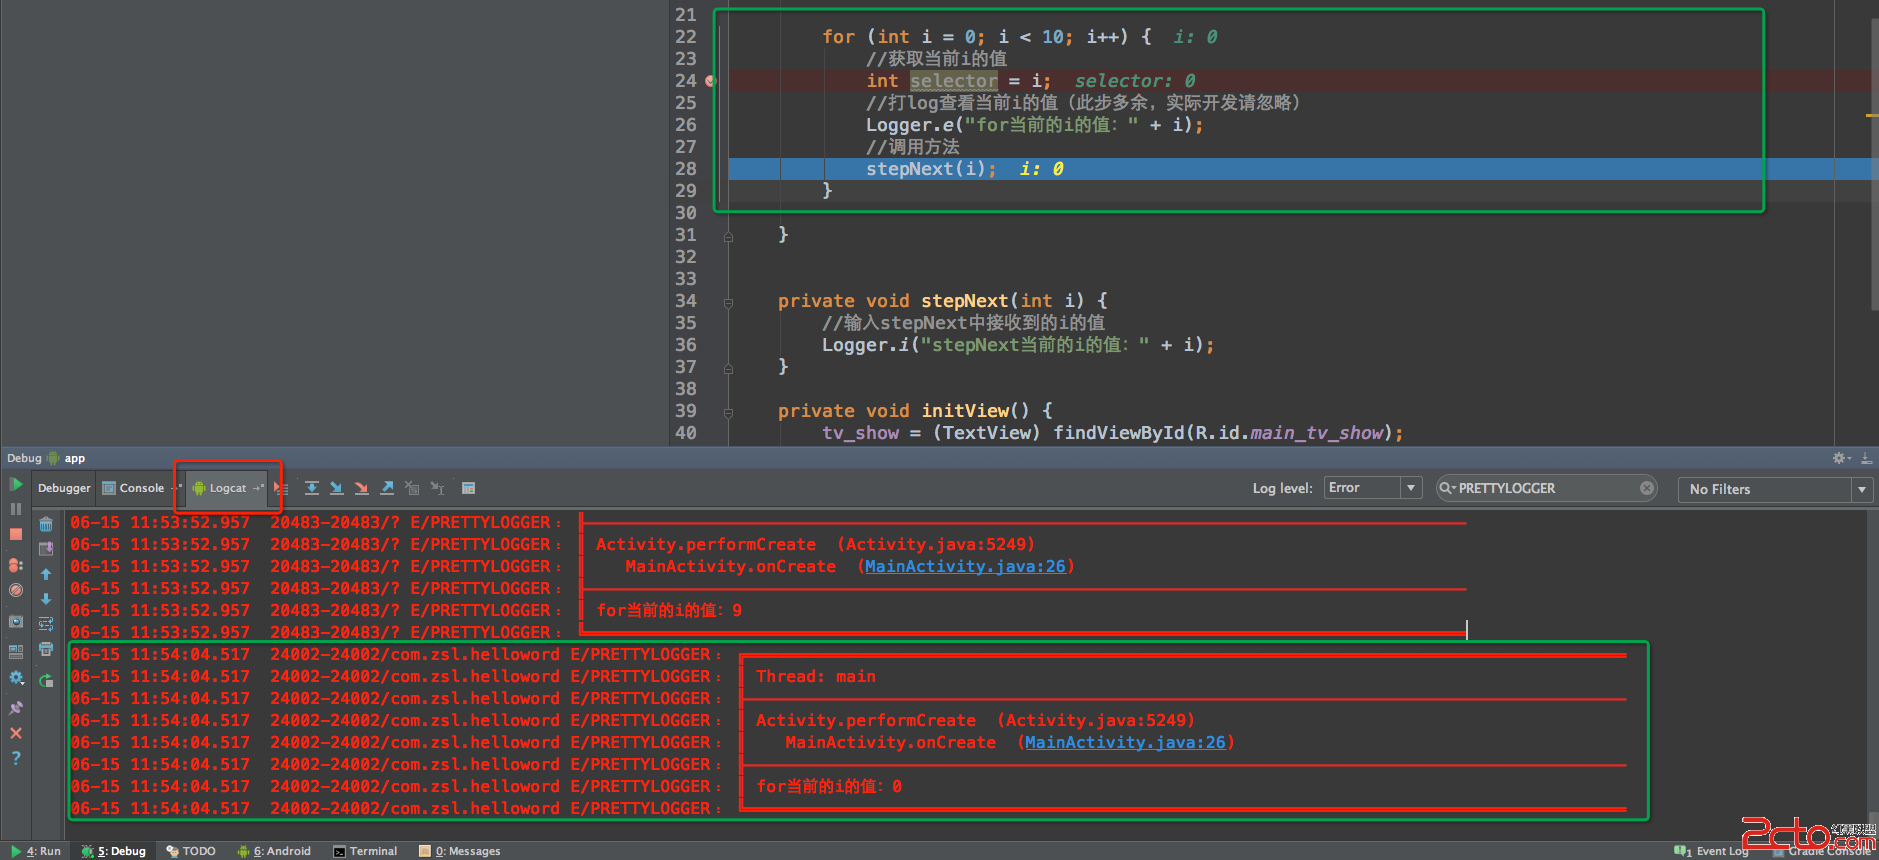 21
22 for (int i = 0; i < 10; i++) { i: 0
23 //获取当前i的值
24 int selector = i; selector: 0
25 //打log查看当前i的值（此步多余，实际开发请忽略）
26 Logger.e("for当前的i的值：" + i);
27 //调用方法
28 stepNext(i); i: 0
29 }
30
31 }
32
33
34 private void stepNext(int i) {
35 //输入stepNext中接收到的i的值
36 Logger.i("stepNext当前的i的值：" + i);
37 }
38
39 private void initView() {
40 tv_show = (TextView) findViewById(R.id.main_tv_show);
Debug app
Debugger Console Logcat Log level: Error PRETTYLOGGER No Filters
06-15 11:53:52.957 20483-20483/? E/PRETTYLOGGER:
06-15 11:53:52.957 20483-20483/? E/PRETTYLOGGER: Activity.performCreate (Activity.java:5249)
06-15 11:53:52.957 20483-20483/? E/PRETTYLOGGER: MainActivity.onCreate (MainActivity.java:26)
06-15 11:53:52.957 20483-20483/? E/PRETTYLOGGER:
06-15 11:53:52.957 20483-20483/? E/PRETTYLOGGER: for当前的i的值：9
06-15 11:53:52.957 20483-20483/? E/PRETTYLOGGER:
06-15 11:54:04.517 24002-24002/com.zsl.helloword E/PRETTYLOGGER:
06-15 11:54:04.517 24002-24002/com.zsl.helloword E/PRETTYLOGGER: Thread: main
06-15 11:54:04.517 24002-24002/com.zsl.helloword E/PRETTYLOGGER:
06-15 11:54:04.517 24002-24002/com.zsl.helloword E/PRETTYLOGGER: Activity.performCreate (Activity.java:5249)
06-15 11:54:04.517 24002-24002/com.zsl.helloword E/PRETTYLOGGER: MainActivity.onCreate (MainActivity.java:26)
06-15 11:54:04.517 24002-24002/com.zsl.helloword E/PRETTYLOGGER:
06-15 11:54:04.517 24002-24002/com.zsl.helloword E/PRETTYLOGGER: for当前的i的值：0
06-15 11:54:04.517 24002-24002/com.zsl.helloword E/PRETTYLOGGER:
4: Run 5: Debug TODO 6: Android Terminal 0: Messages 1 Event Log Gradle Console
2cto.com